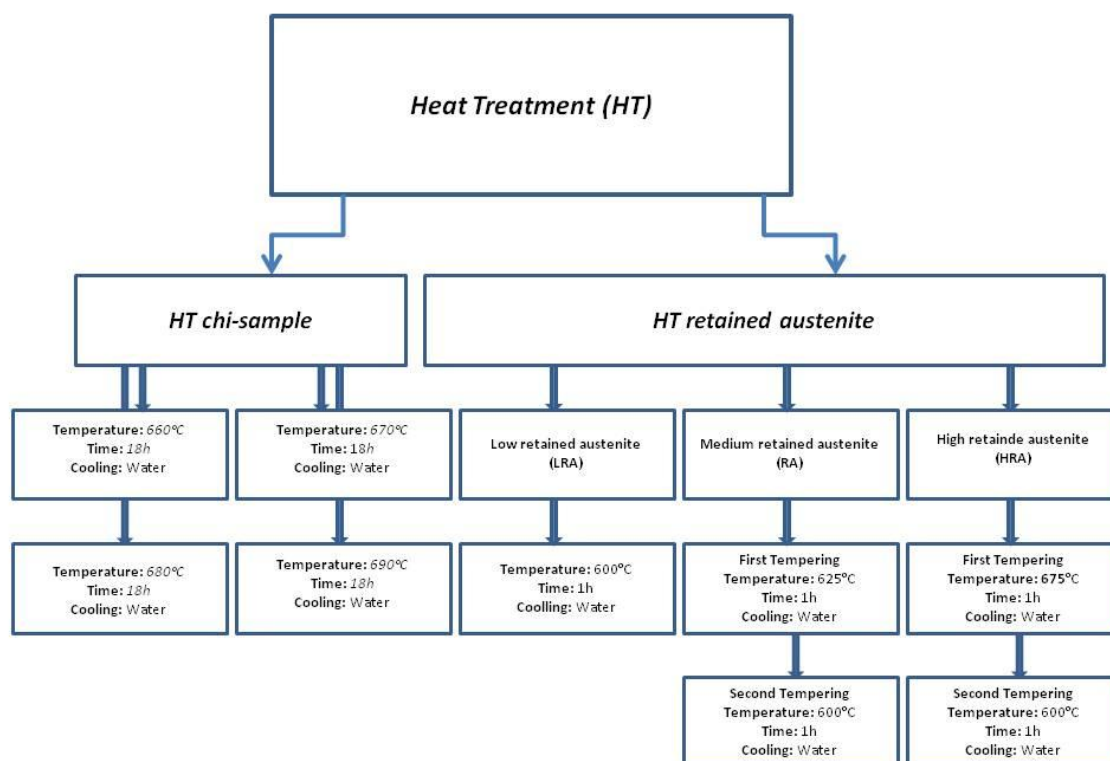 Heat Treatment (HT)
HT chi-sample
HT retained austenite
Temperature: 660°C
Time: 18h
Cooling: Water
Temperature: 670°C
Time: 18h
Cooling: Water
Low retained austenite
(LRA)
Medium retained austenite
(RA)
High retainde austenite
(HRA)
Temperature: 680°C
Time: 18h
Cooling: Water
Temperature: 690°C
Time: 18h
Cooling: Water
Temperature: 600°C
Time: 1h
Coolling: Water
First Tempering
Temperature: 625°C
Time: 1h
Cooling: Water
First Tempering
Temperature: 675°C
Time: 1h
Cooling: Water
Second Tempering
Temperature: 600°C
Time: 1h
Cooling: Water
Second Tempering
Temperature: 600°C
Time: 1h
Cooling: Water